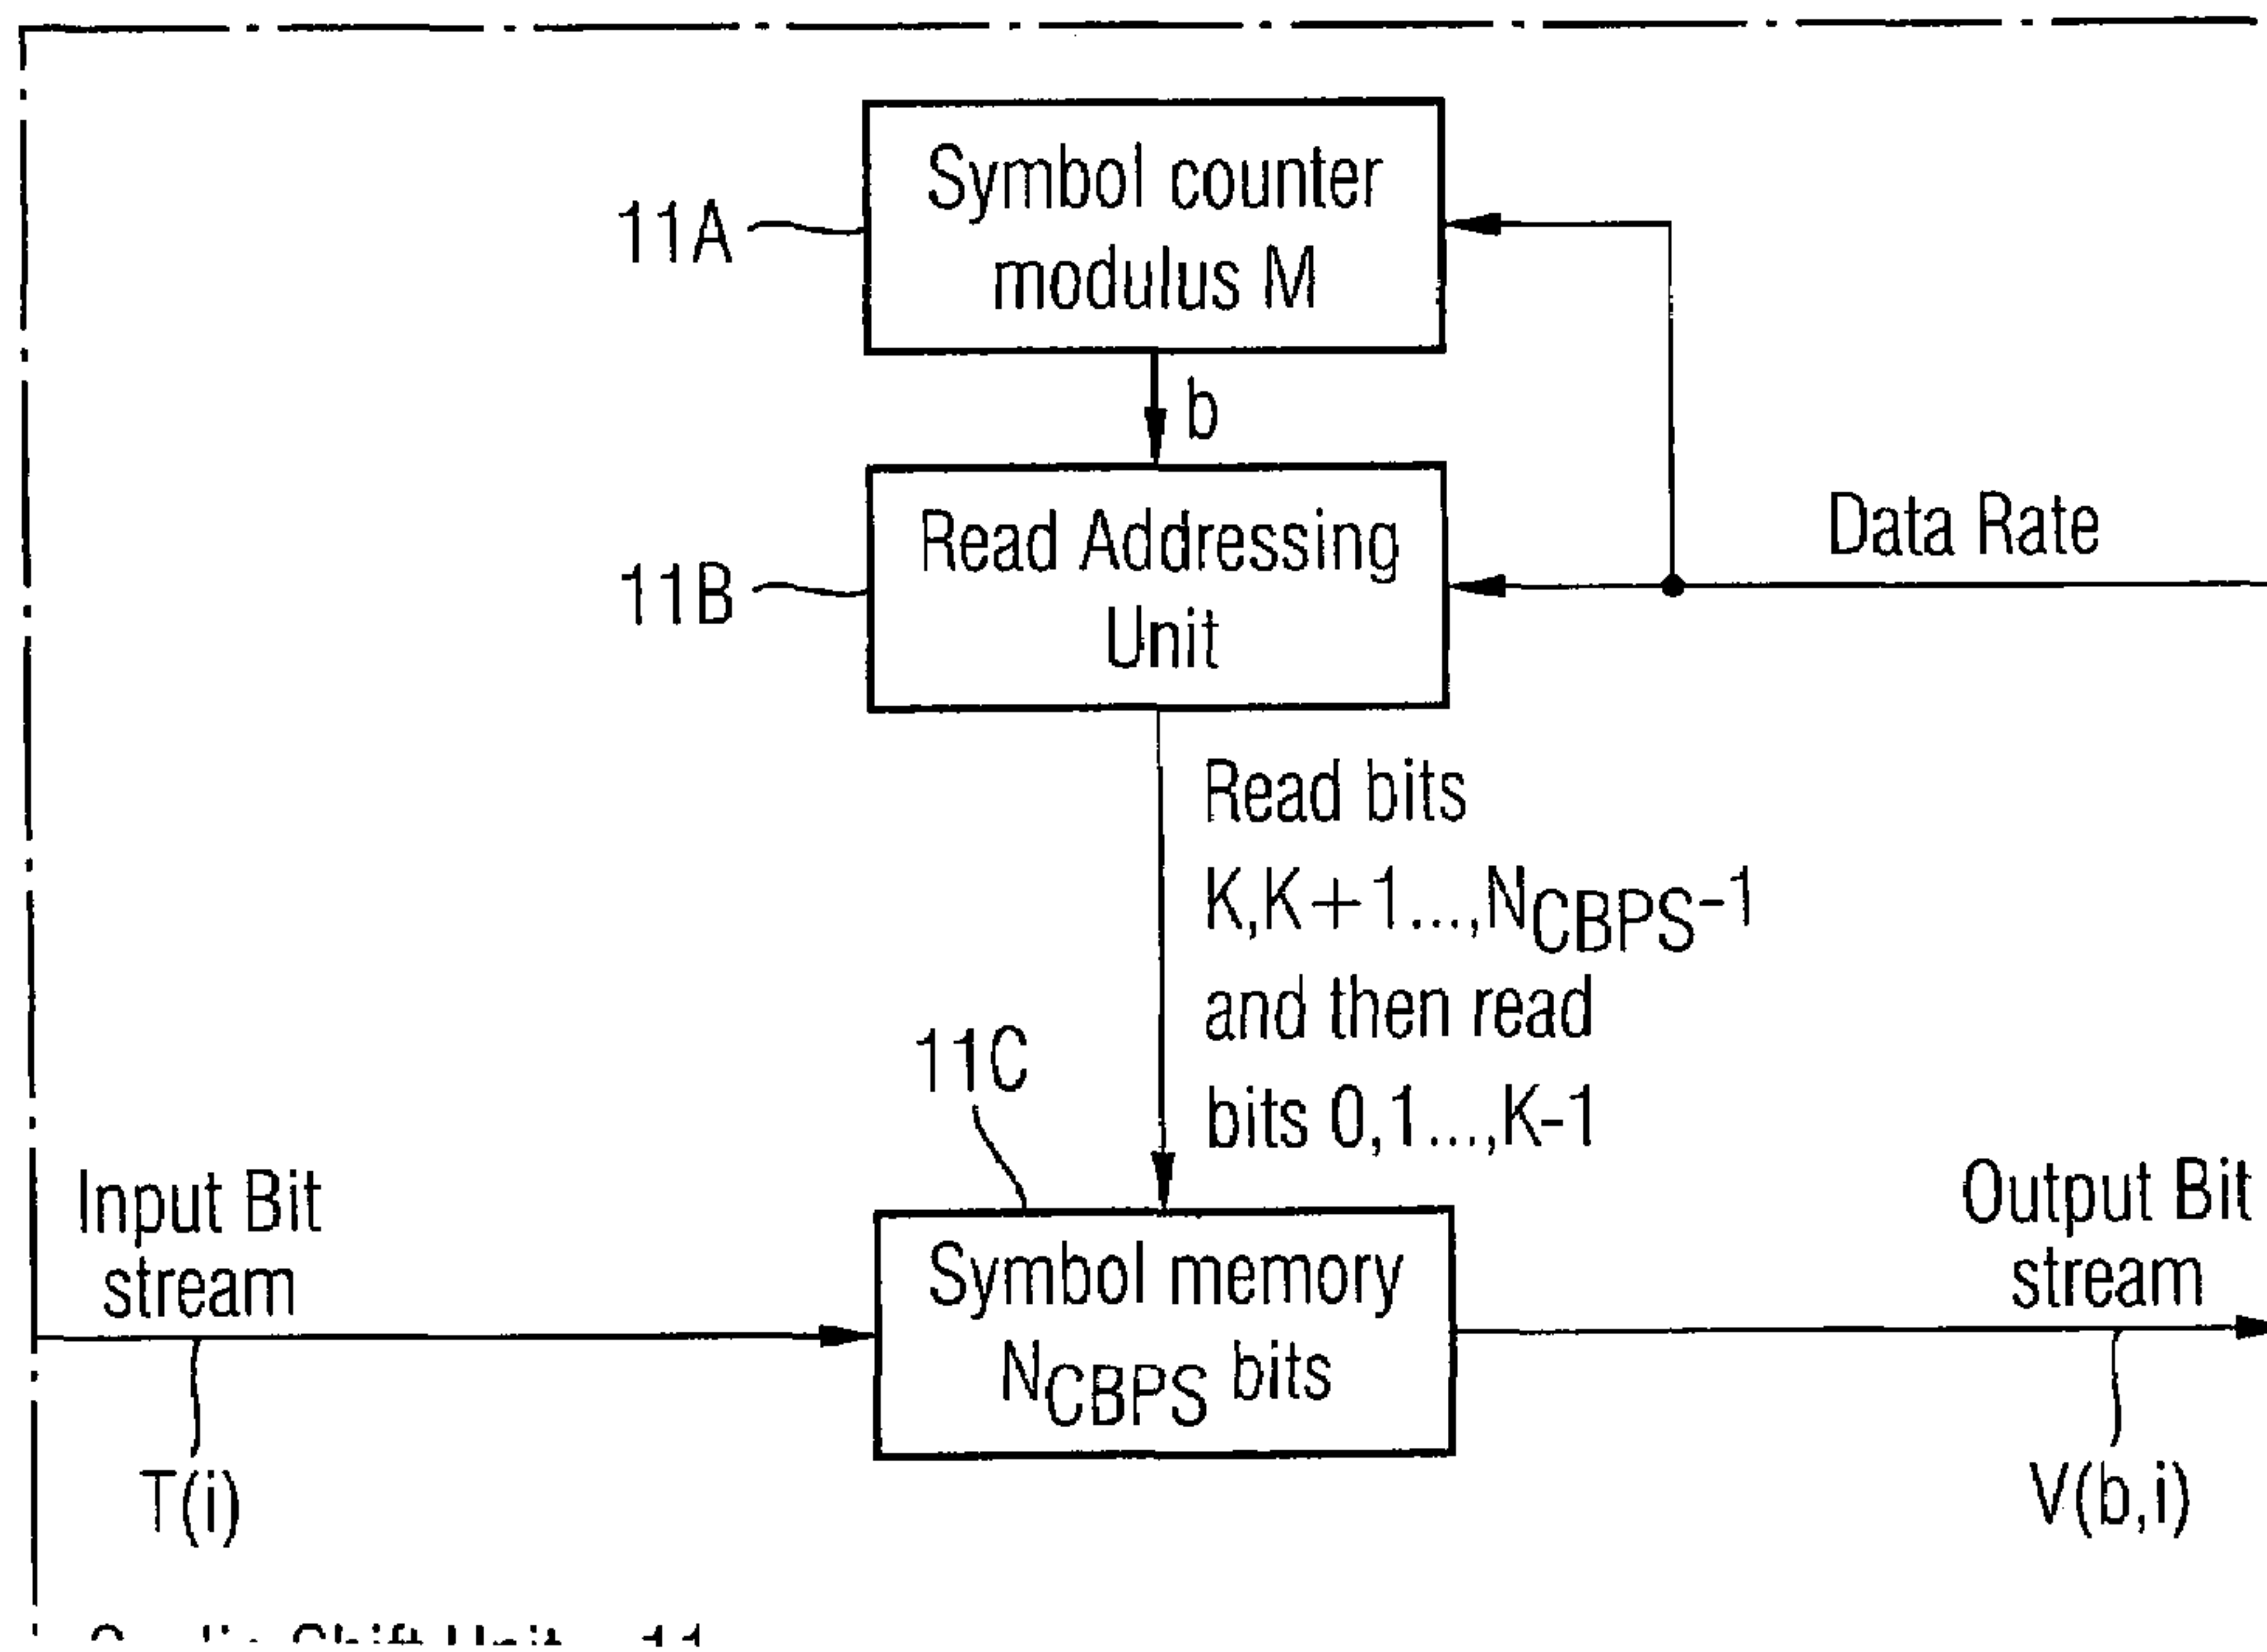 Symbol counter
modulus M
11A
b
Read Addressing
Unit
11B
Data Rate
Read bits
K,K+1...,NCBPS-1
and then read
bits 0,1...,K-1
11C
Input Bit
stream
Symbol memory
NCBPS bits
Output Bit
stream
T(i)
V(b,i)